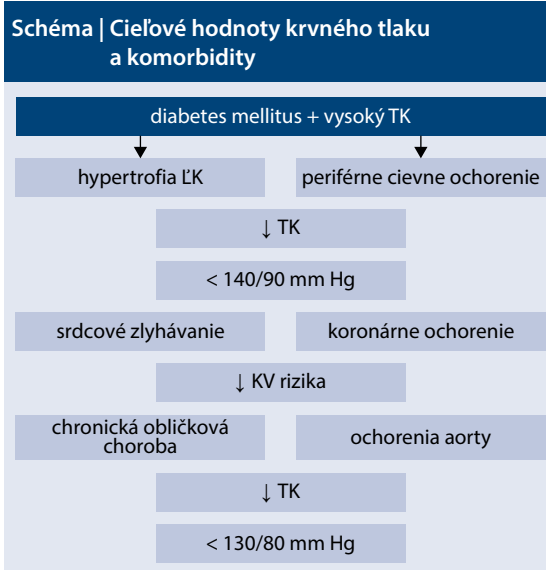 Schéma | Cieľové hodnoty krvného tlaku
a komorbidity
diabetes mellitus + vysoký TK
hypertrofia ĽK
periférne cievne ochorenie
↓ TK
< 140/90 mm Hg
srdcové zlyhávanie
koronárne ochorenie
↓ KV rizika
chronická obličková
choroba
ochorenia aorty
↓ TK
< 130/80 mm Hg